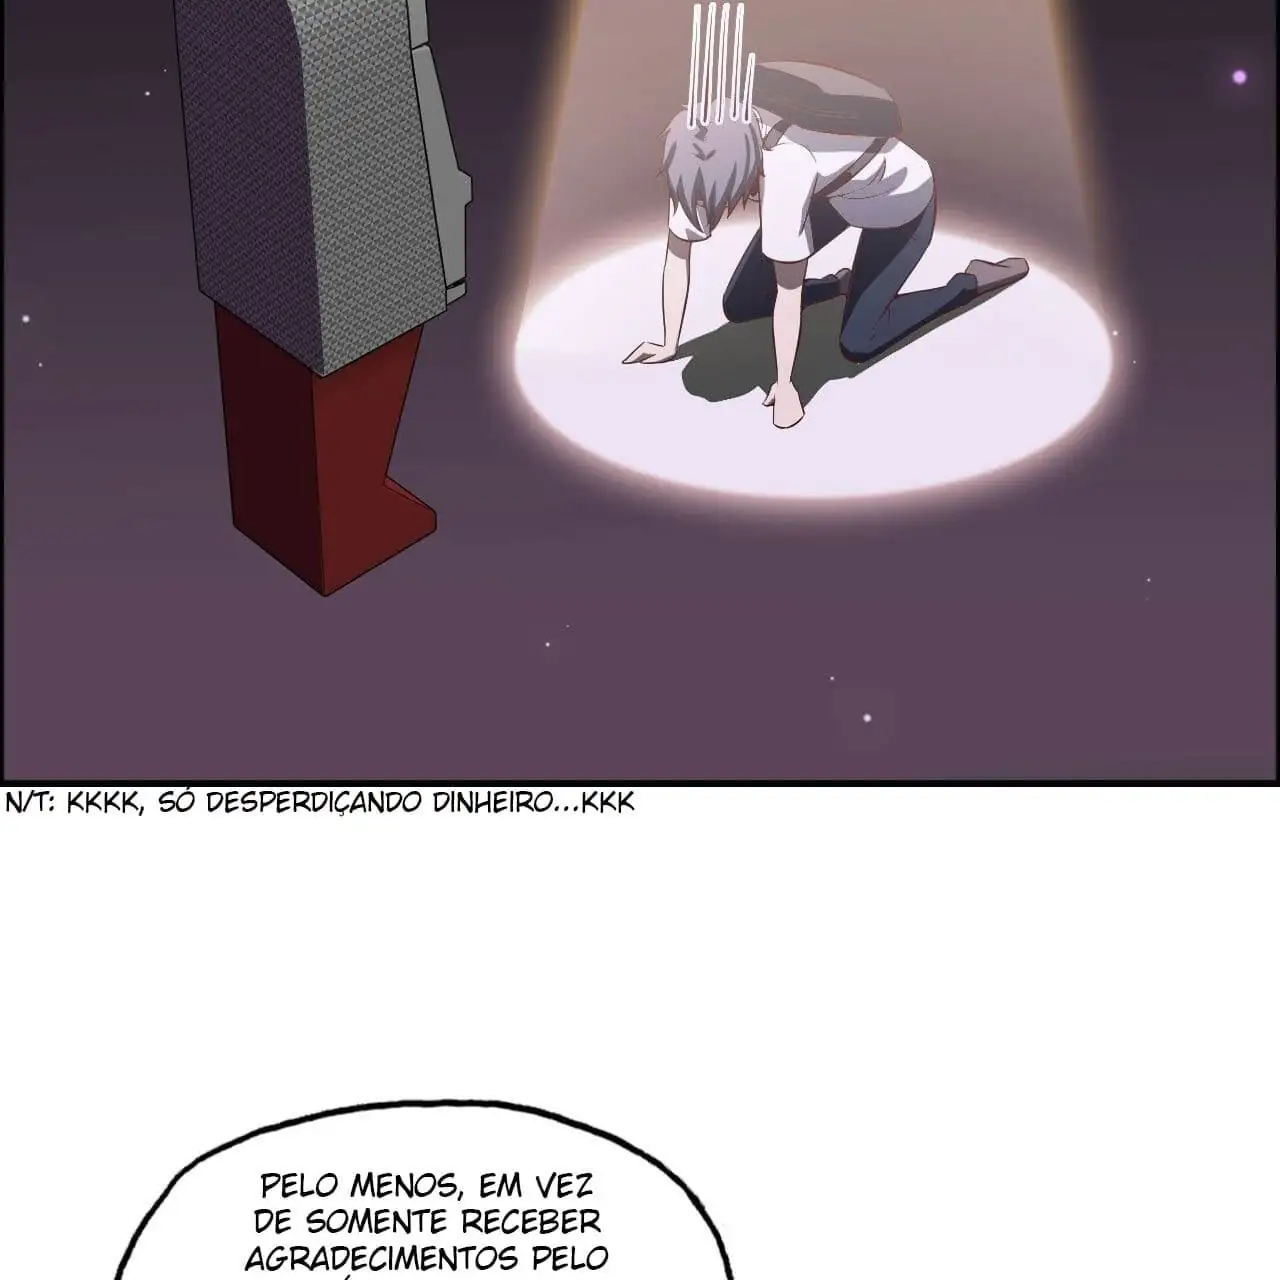 N/T: KKKK, SÓ DESPERDIÇANDO DINHEIRO...KKK
PELO MENOS, EM VEZ
DE SOMENTE RECEBER
AGRADECIMENTOS PELO